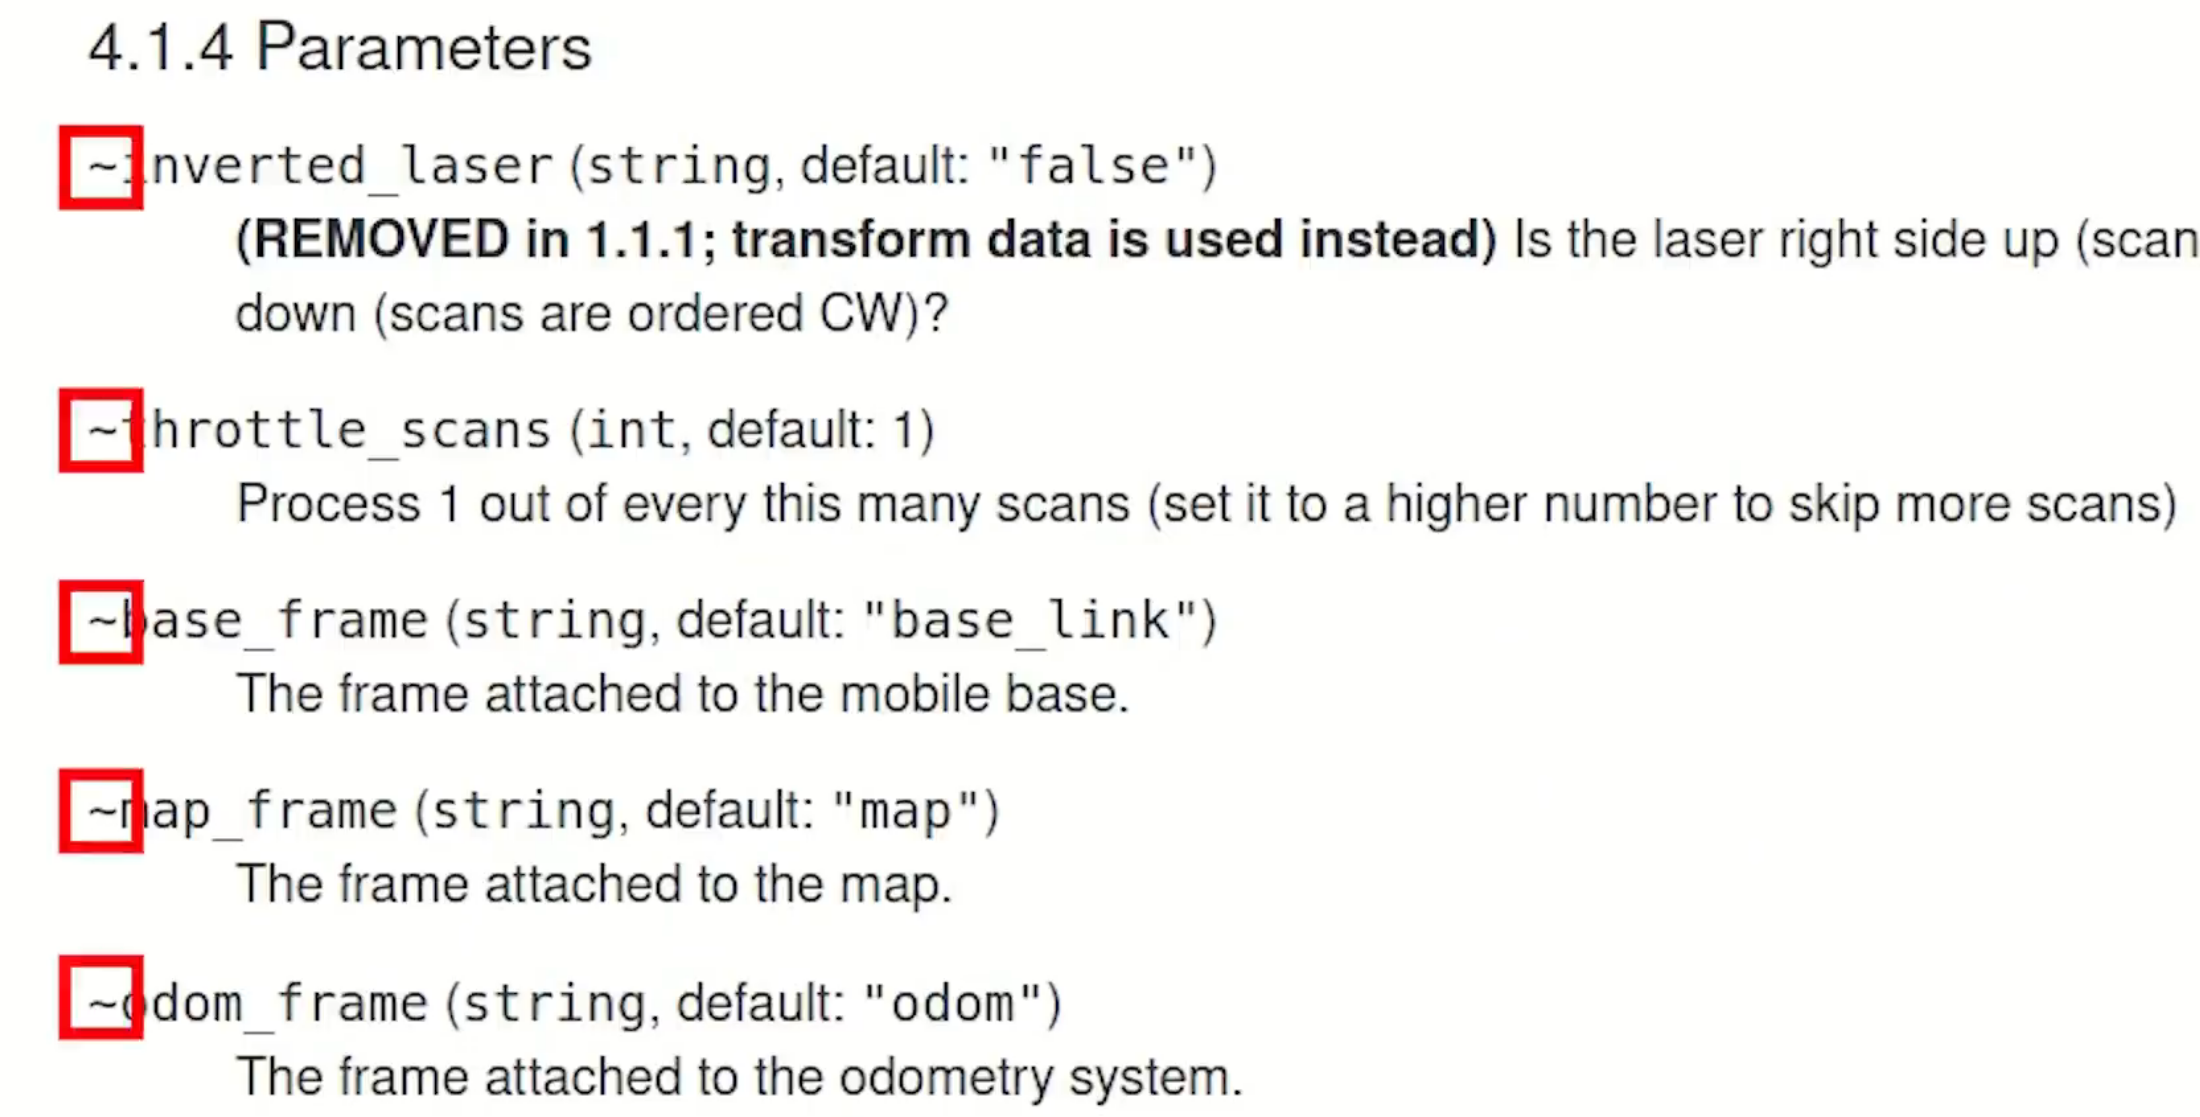 4.1.4 Parameters
~inverted_laser (string, default: "false")
(REMOVED in 1.1.1; transform data is used instead) Is the laser right side up (scan
down (scans are ordered CW)?
~throttle_scans (int, default: 1)
Process 1 out of every this many scans (set it to a higher number to skip more scans)
~base_frame (string, default: "base_link")
The frame attached to the mobile base.
~map_frame (string, default: "map")
The frame attached to the map.
~odom_frame (string, default: "odom")
The frame attached to the odometry system.